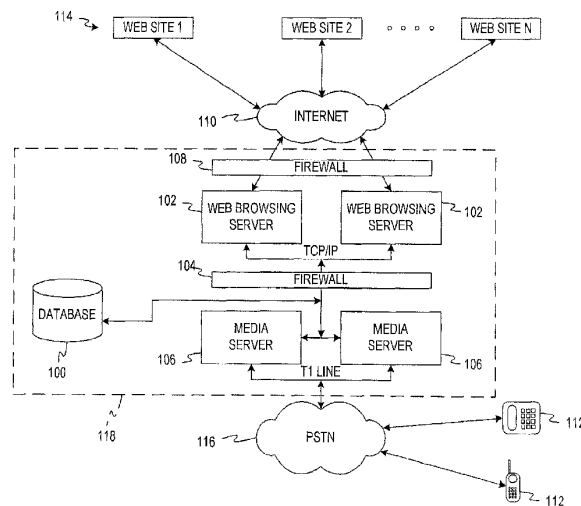 114
WEB SITE 1
WEB SITE 2
WEB SITE N
INTERNET
110
108
FIREWALL
102
WEB BROWSING
SERVER
WEB BROWSING
SERVER
102
TCP/IP
104
FIREWALL
DATABASE
100
MEDIA
SERVER
106
MEDIA
SERVER
106
T1 LINE
118
116
PSTN
112
112